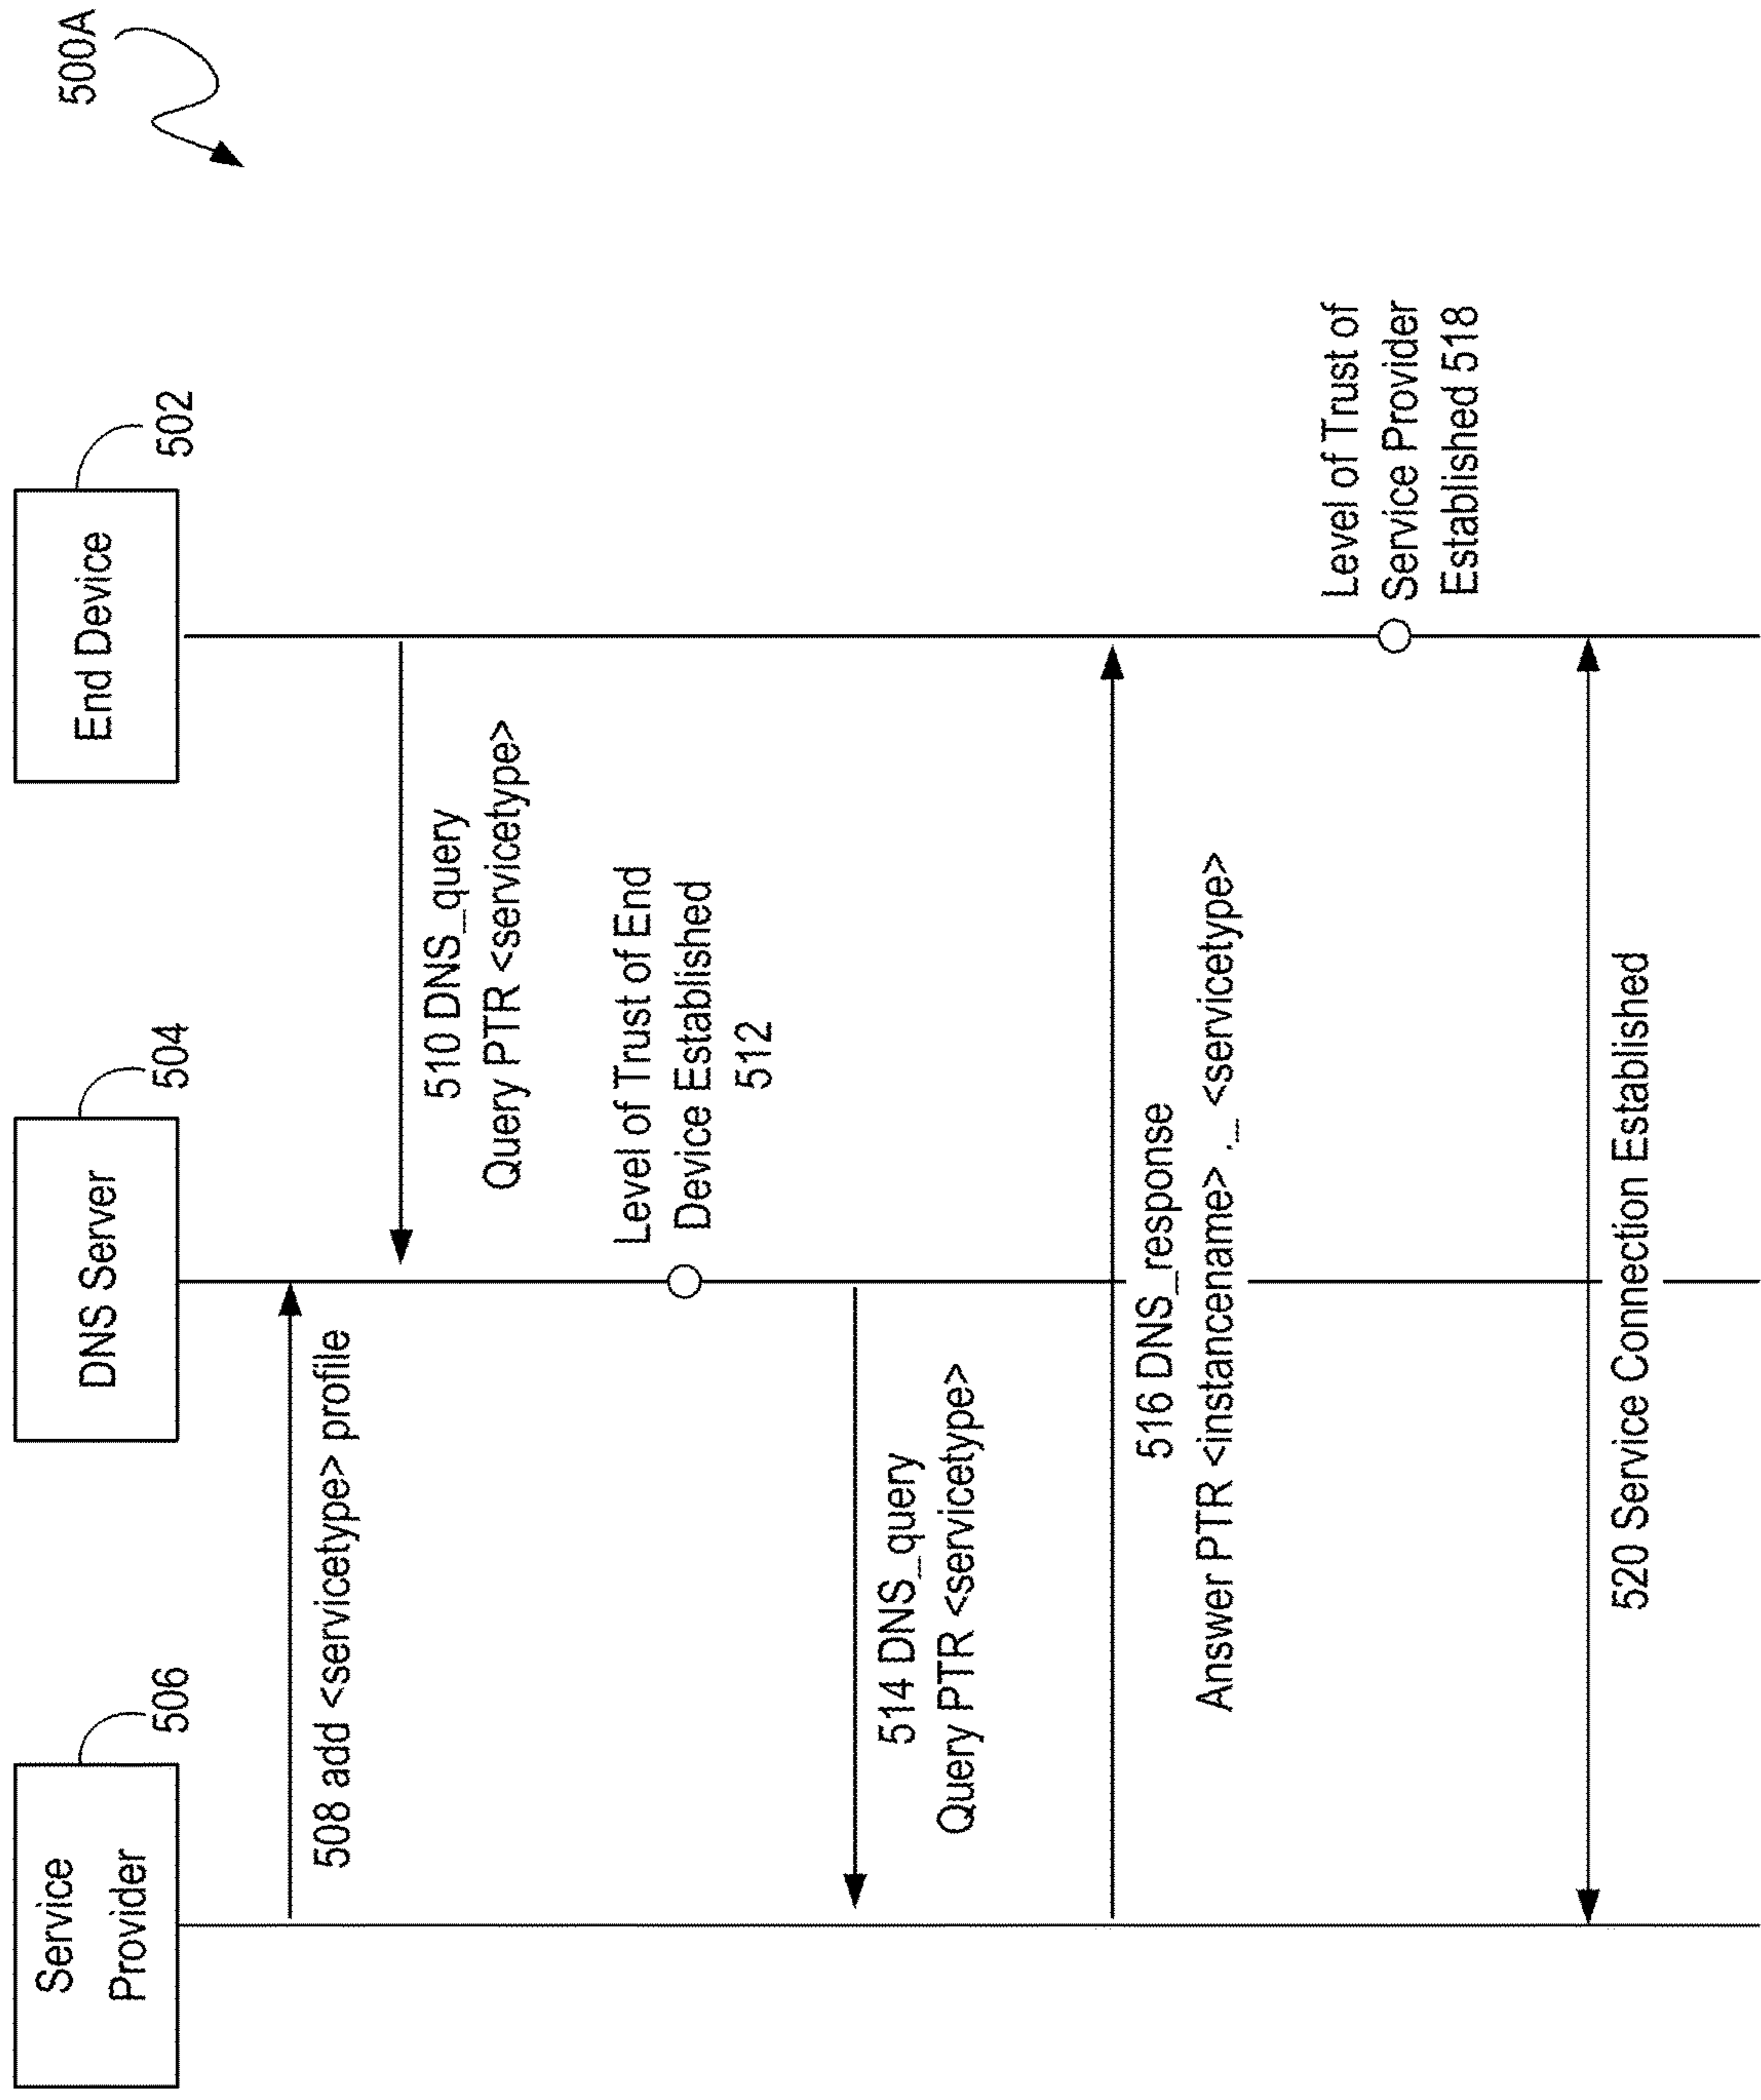 500A
Service
Provider
506
DNS Server
504
End Device
502
508 add <servicetype> profile
510 DNS_query
Query PTR <servicetype>
Level of Trust of End
Device Established
512
514 DNS_query
Query PTR <servicetype>
516 DNS_response
Answer PTR <instancename> ._ <servicetype>
Level of Trust of
Service Provider
Established 518
520 Service Connection Established